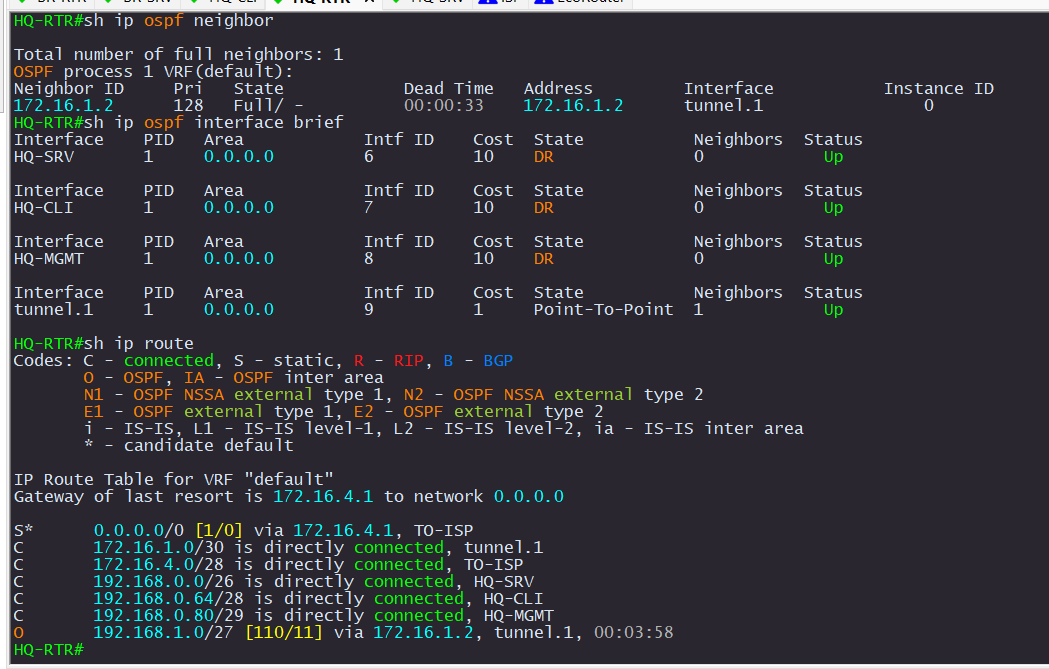 HQ-RTR#sh ip ospf neighbor
Total number of full neighbors: 1
OSPF process 1 VRF(default):
Neighbor ID     Pri   State            Dead Time   Address         Interface            Instance ID
172.16.1.2      128   Full/ -          00:00:33    172.16.1.2      tunnel.1                 0
HQ-RTR#sh ip ospf interface brief
Interface    PID   Area            Intf ID    Cost  State           Neighbors  Status
HQ-SRV       1     0.0.0.0         6          10    DR              0            Up
Interface    PID   Area            Intf ID    Cost  State           Neighbors  Status
HQ-CLI       1     0.0.0.0         7          10    DR              0            Up
Interface    PID   Area            Intf ID    Cost  State           Neighbors  Status
HQ-MGMT      1     0.0.0.0         8          10    DR              0            Up
Interface    PID   Area            Intf ID    Cost  State           Neighbors  Status
tunnel.1     1     0.0.0.0         9          1     Point-To-Point  1            Up
HQ-RTR#sh ip route
Codes: C - connected, S - static, R - RIP, B - BGP
       O - OSPF, IA - OSPF inter area
       N1 - OSPF NSSA external type 1, N2 - OSPF NSSA external type 2
       E1 - OSPF external type 1, E2 - OSPF external type 2
       i - IS-IS, L1 - IS-IS level-1, L2 - IS-IS level-2, ia - IS-IS inter area
       * - candidate default
IP Route Table for VRF "default"
Gateway of last resort is 172.16.4.1 to network 0.0.0.0
S*      0.0.0.0/0 [1/0] via 172.16.4.1, TO-ISP
C       172.16.1.0/30 is directly connected, tunnel.1
C       172.16.4.0/28 is directly connected, TO-ISP
C       192.168.0.0/26 is directly connected, HQ-SRV
C       192.168.0.64/28 is directly connected, HQ-CLI
C       192.168.0.80/29 is directly connected, HQ-MGMT
O       192.168.1.0/27 [110/11] via 172.16.1.2, tunnel.1, 00:03:58
HQ-RTR#